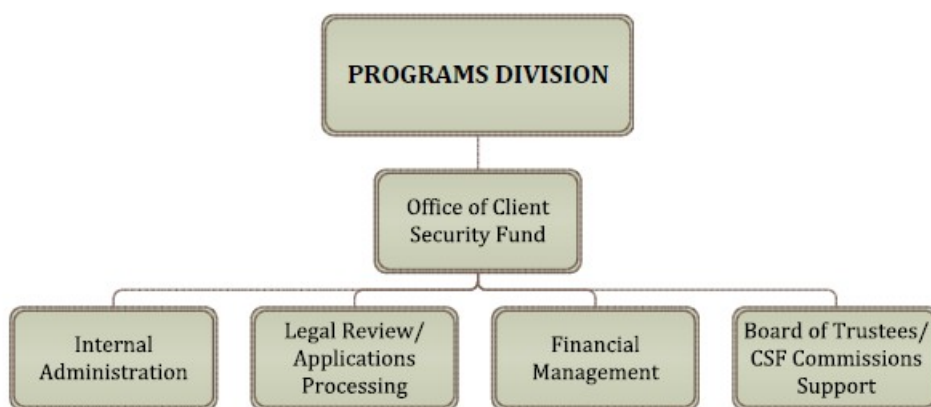 PROGRAMS DIVISION
Office of Client
Security Fund
Internal
Administration
Legal Review/
Applications
Processing
Financial
Management
Board of Trustees/
CSF Commissions
Support